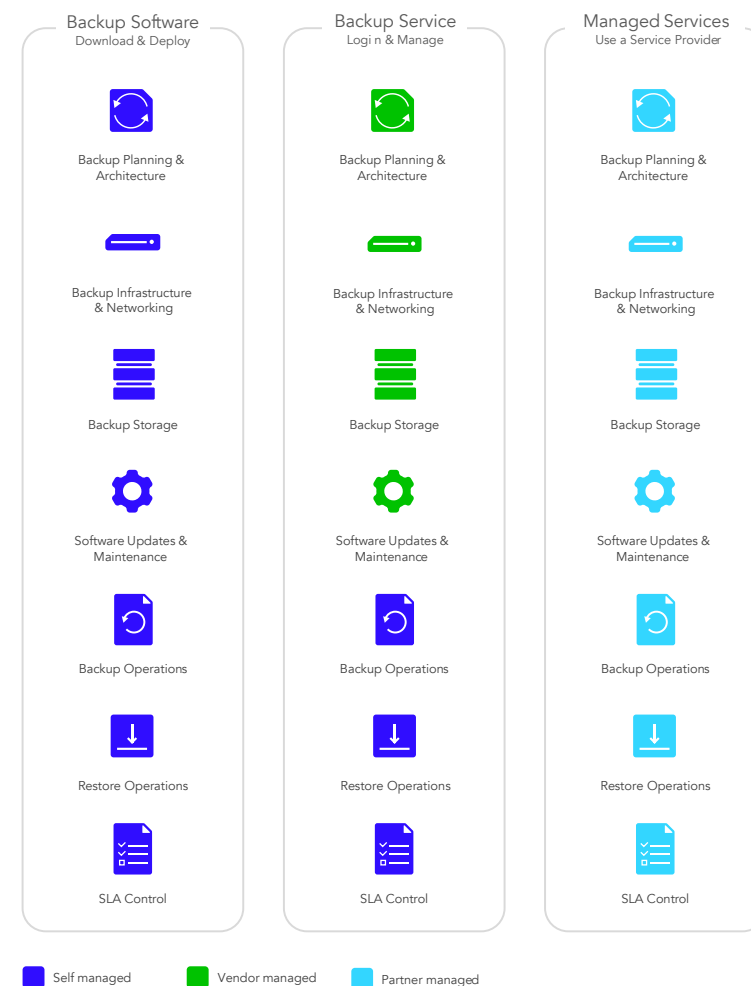 Backup Software
Download & Deploy
Backup Planning &
Architecture
Backup Infrastructure
& Networking
Backup Storage
Software Updates &
Maintenance
Backup Operations
Restore Operations
SLA Control
Backup Service
Logi n & Manage
Backup Planning &
Architecture
Backup Infrastructure
& Networking
Backup Storage
Software Updates &
Maintenance
Backup Operations
Restore Operations
SLA Control
Managed Services
Use a Service Provider
Backup Planning &
Architecture
Backup Infrastructure
& Networking
Backup Storage
Software Updates &
Maintenance
Backup Operations
Restore Operations
SLA Control
Self managed
Vendor managed
Partner managed